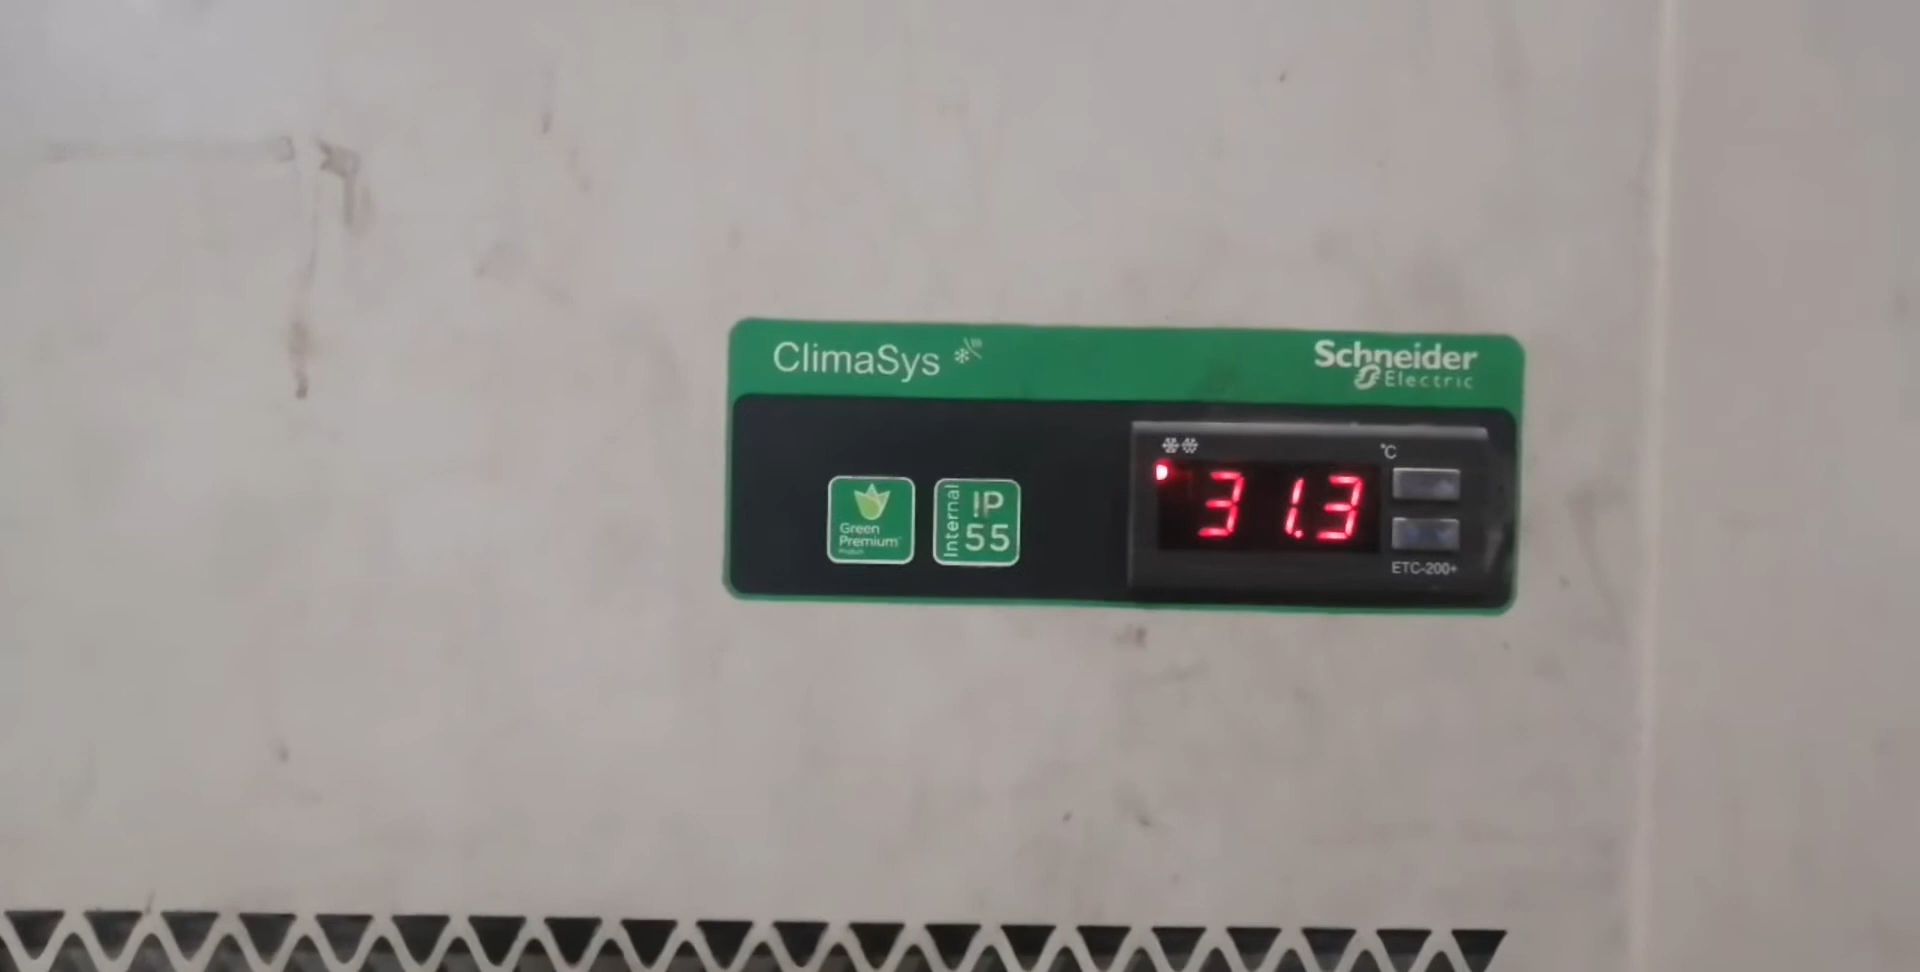 ClimaSys
Schneider
Electric
°C
31.3
Green
Premium
Internal
IP
55
ETC-200+